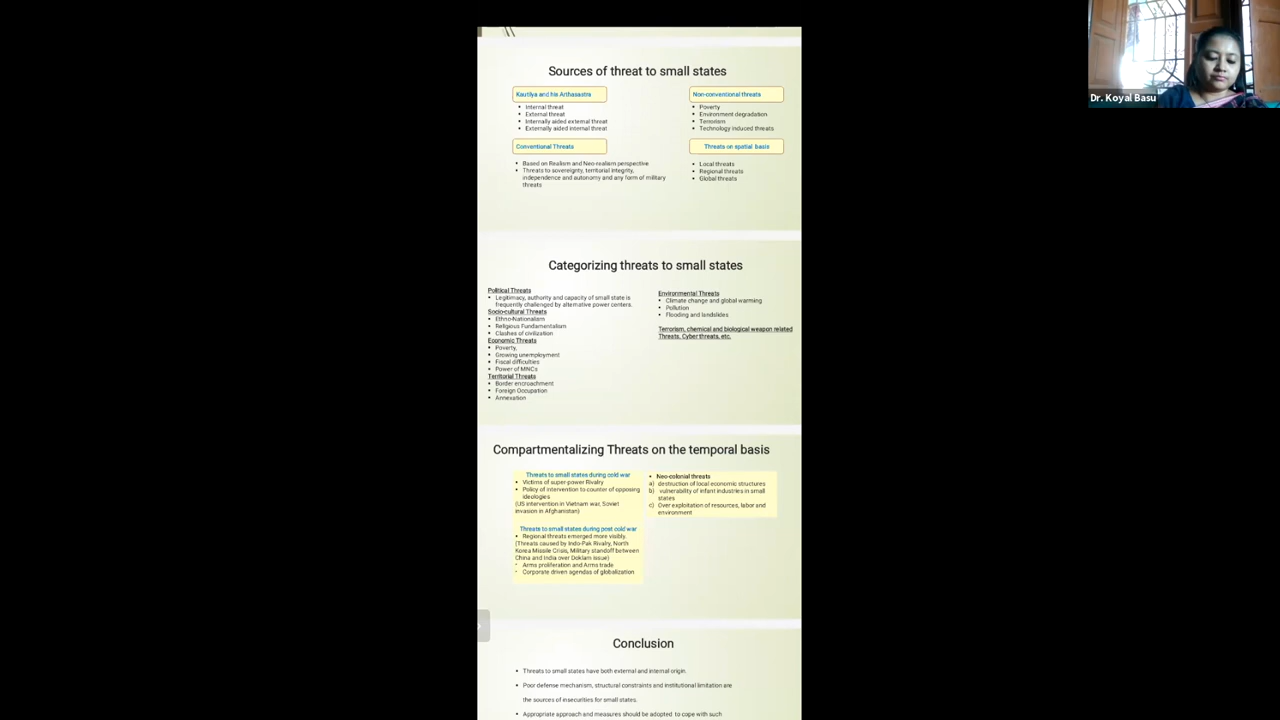 Sources of threat to small states
Kautilya and his Arthasastra
• Internal threat
• External threat
• Internally aided external threat
• Externally aided internal threat
Conventional Threats
• Based on Realism and Neo-realism perspective
• Threats to sovereignty, territorial integrity,
independence and autonomy and any form of military
threats
Non-conventional threats
• Poverty
• Environment degradation
• Terrorism
• Technology induced threats
Threats on spatial basis
• Local threats
• Regional threats
• Global threats
Categorizing threats to small states
Political Threats
• Legitimacy, authority and capacity of small state is
frequently challenged by alternative power centers.
Socio-cultural Threats
• Ethno-Nationalism
• Religious Fundamentalism
• Clashes of civilization
Economic Threats
• Poverty,
• Growing unemployment
• Fiscal difficulties
• Power of MNCs
Territorial Threats
• Border encroachment
• Foreign Occupation
• Annexation
Environmental Threats
• Climate change and global warming
• Pollution
• Flooding and landslides
Terrorism, chemical and biological weapon related
Threats, Cyber threats, etc.
Compartmentalizing Threats on the temporal basis
Threats to small states during cold war
• Victims of super-power Rivalry
• Policy of intervention to counter of opposing
ideologies
(US intervention in Vietnam war, Soviet
invasion in Afghanistan)
Threats to small states during post cold war
• Regional threats emerged more visibly.
(Threats caused by Indo-Pak Rivalry, North
Korea Missile Crisis, Military standoff between
China and India over Doklam issue)
- Arms proliferation and Arms trade
- Corporate driven agendas of globalization
• Neo-colonial threats
a) destruction of local economic structures
b) vulnerability of infant industries in small
states
c) Over exploitation of resources, labor and
environment
Conclusion
• Threats to small states have both external and internal origin.
• Poor defense mechanism, structural constraints and institutional limitation are
the sources of insecurities for small states.
• Appropriate approach and measures should be adopted to cope with such
Dr. Koyal Basu